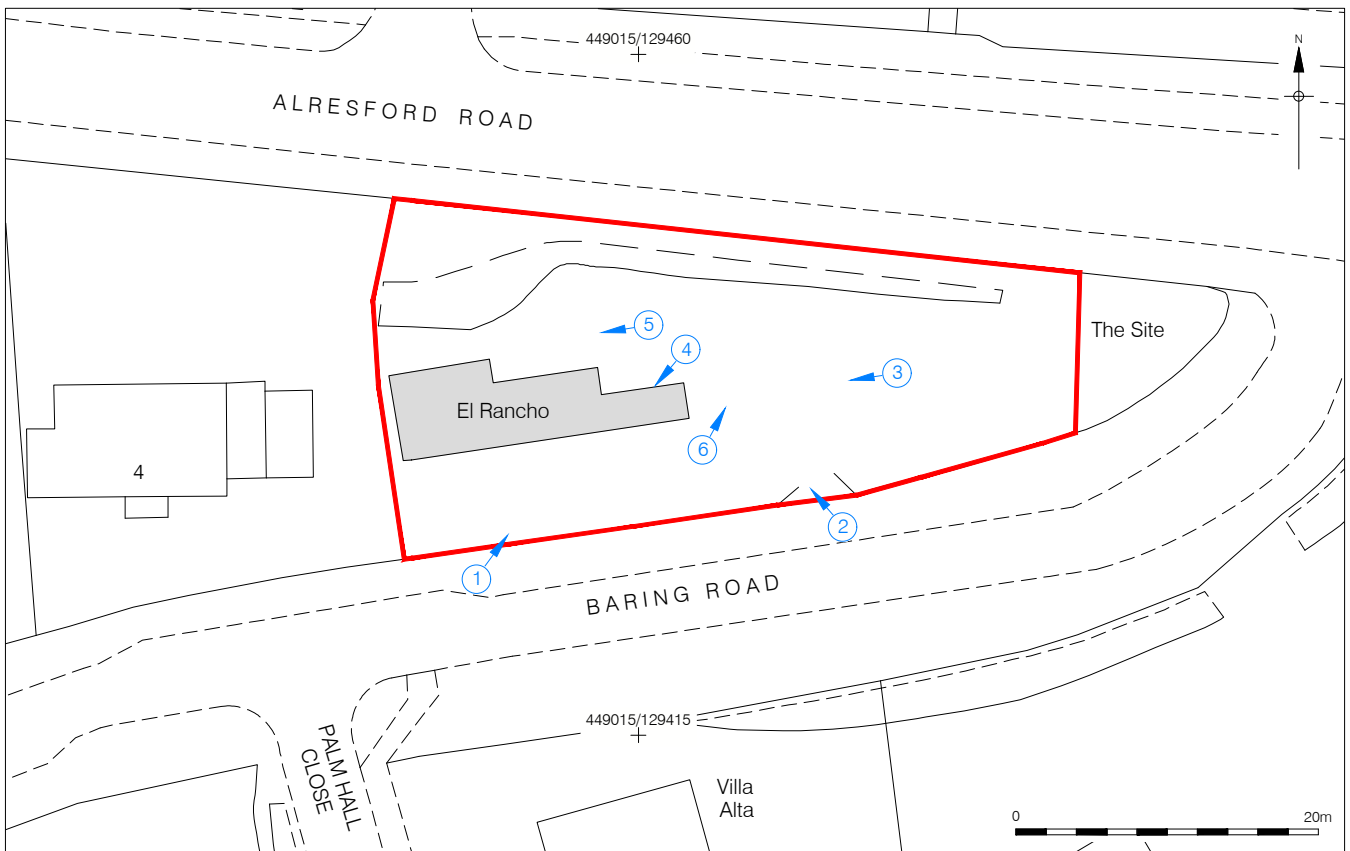 449015/129460
N
ALRESFORD ROAD
The Site
5
4
3
El Rancho
6
4
2
1
BARING ROAD
449015/129415
PALM HALL
CLOSE
Villa
Alta
0
20m